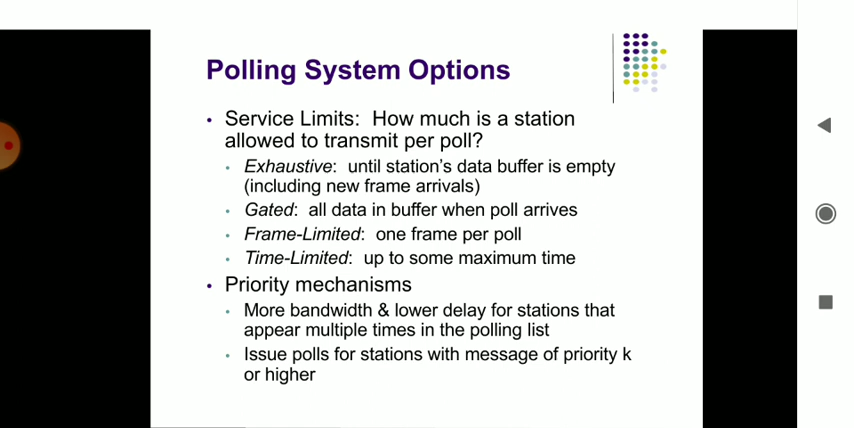 Polling System Options
• Service Limits: How much is a station
allowed to transmit per poll?
• Exhaustive: until station's data buffer is empty
(including new frame arrivals)
• Gated: all data in buffer when poll arrives
• Frame-Limited: one frame per poll
• Time-Limited: up to some maximum time
• Priority mechanisms
• More bandwidth & lower delay for stations that
appear multiple times in the polling list
• Issue polls for stations with message of priority k
or higher